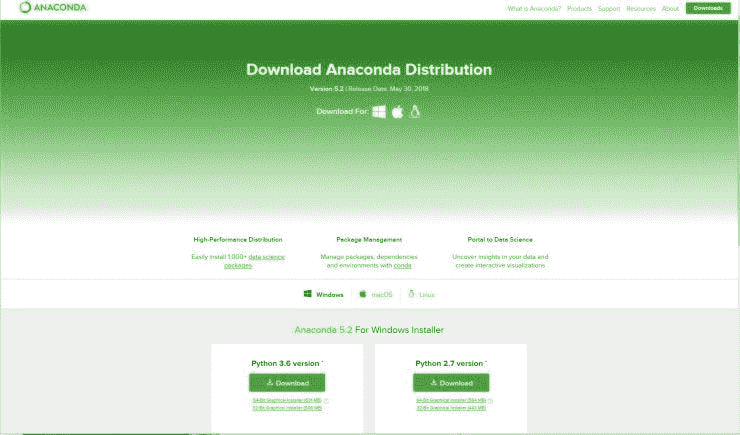 ANACONDA
What is Anaconda? Products Support Resources About Downloads
Download Anaconda Distribution
Version 5.2 | Release Date: May 30, 2018
Download For:
High-Performance Distribution
Easily install 1,000+ data science
packages
Package Management
Manage packages, dependencies
and environments with conda
Portal to Data Science
Uncover insights in your data and
create interactive visualizations
Windows macOS Linux
Anaconda 5.2 For Windows Installer
Python 3.6 version *
Download
64-Bit Graphical Installer (631 MB)
32-Bit Graphical Installer (506 MB)
Python 2.7 version *
Download
64-Bit Graphical Installer (564 MB)
32-Bit Graphical Installer (443 MB)